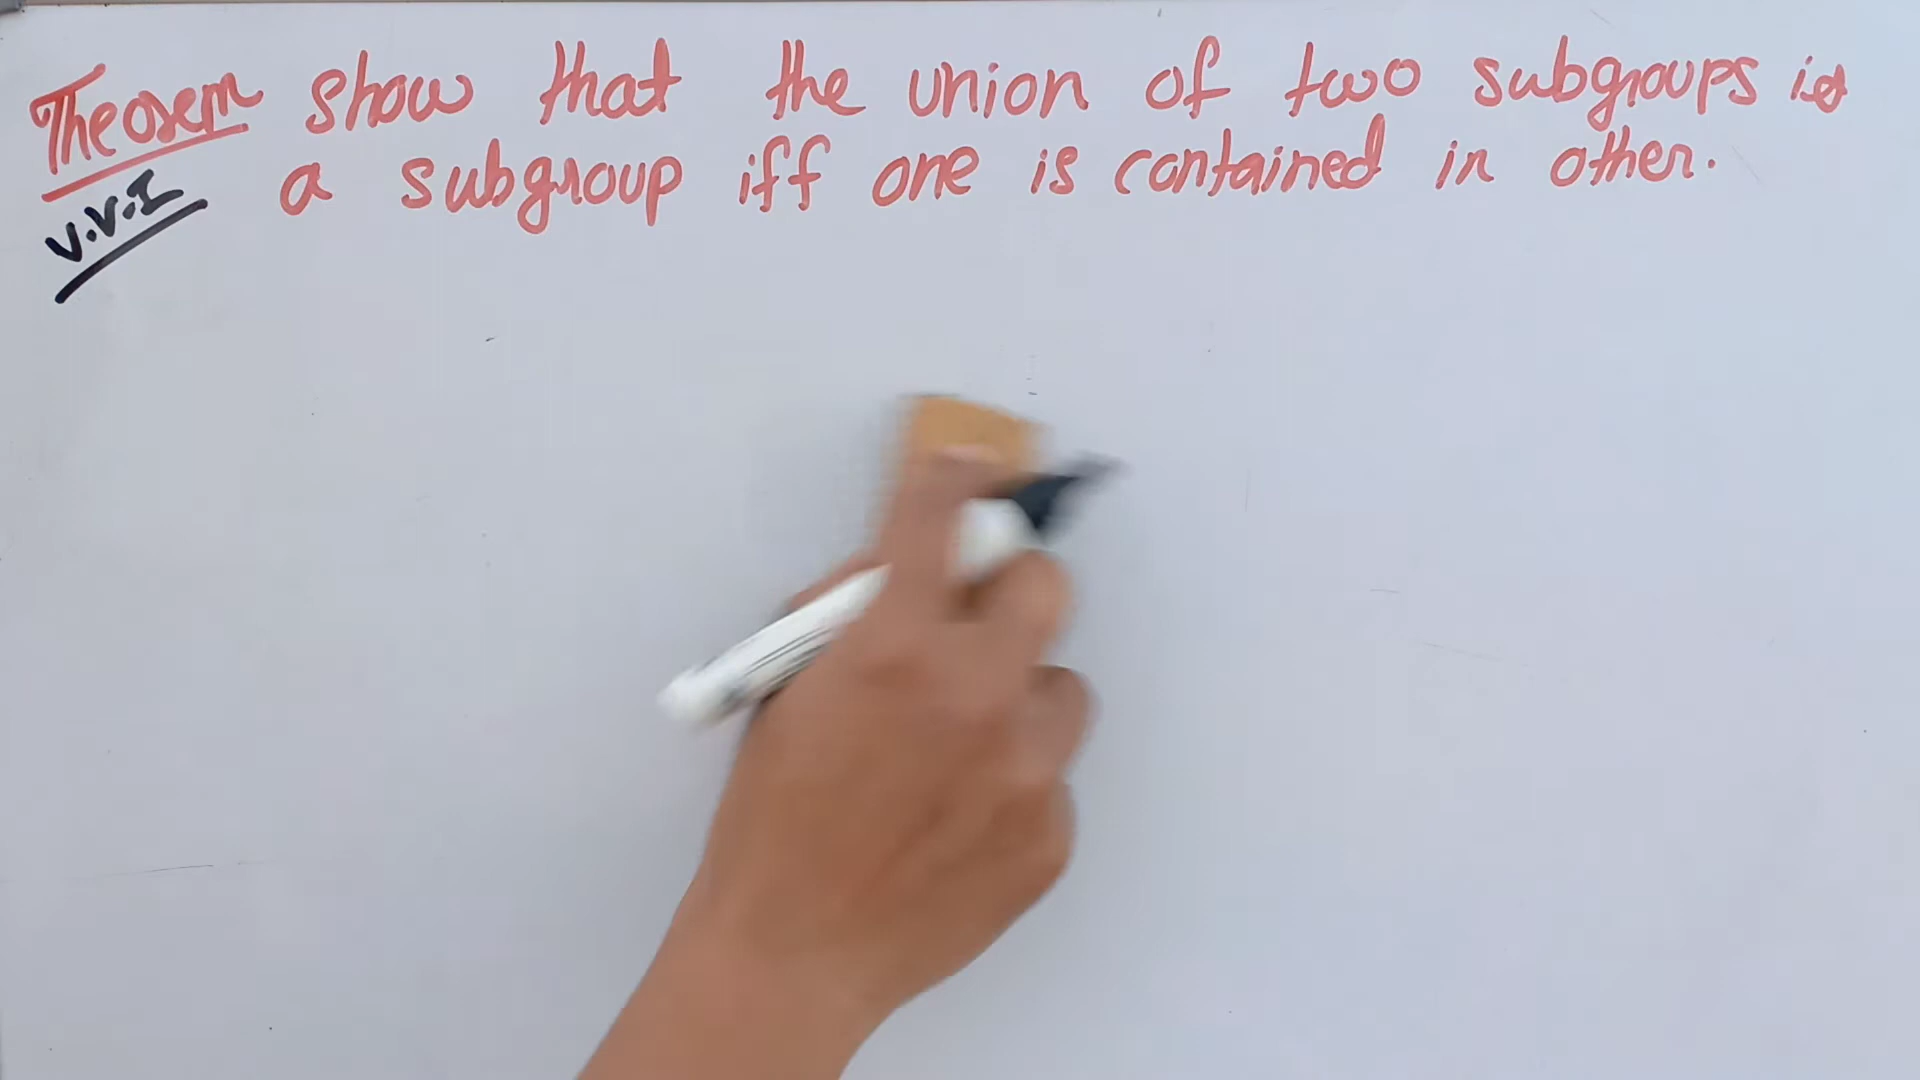 Theorem show that the union of two subgroups is
a subgroup iff one is contained in other.
V.V.I